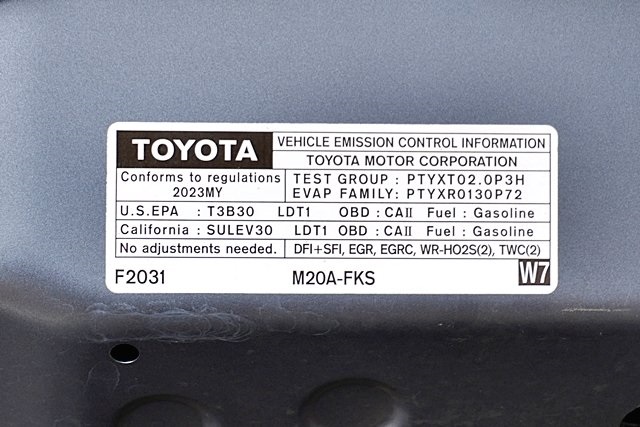 TOYOTA
VEHICLE EMISSION CONTROL INFORMATION
TOYOTA MOTOR CORPORATION
Conforms to regulations
2023MY
TEST GROUP : PTYXT02.0P3H
EVAP FAMILY: PTYXR0130P72
U.S.EPA : T3B30 LDT1 OBD : CAII Fuel : Gasoline
California : SULEV30 LDT1 OBD : CAII Fuel : Gasoline
No adjustments needed. DFI+SFI, EGR, EGRC, WR-HO2S(2), TWC(2)
F2031 M20A-FKS W7